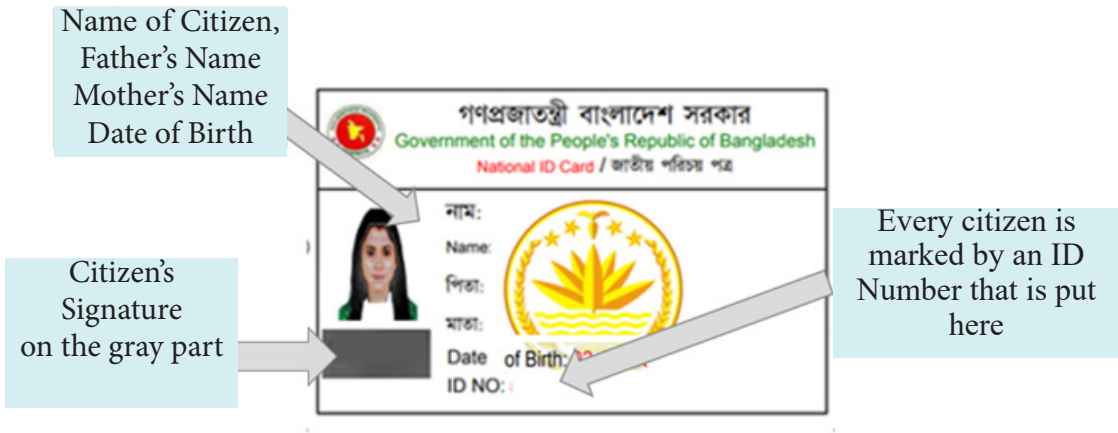 Name of Citizen,
Father's Name
Mother's Name
Date of Birth
গণপ্রজাতন্ত্রী বাংলাদেশ সরকার
Government of the People's Republic of Bangladesh
National ID Card / জাতীয় পরিচয় পত্র
নাম:
Name:
পিতা:
মাতা:
Date of Birth:
ID NO:
Citizen's
Signature
on the gray part
Every citizen is
marked by an ID
Number that is put
here